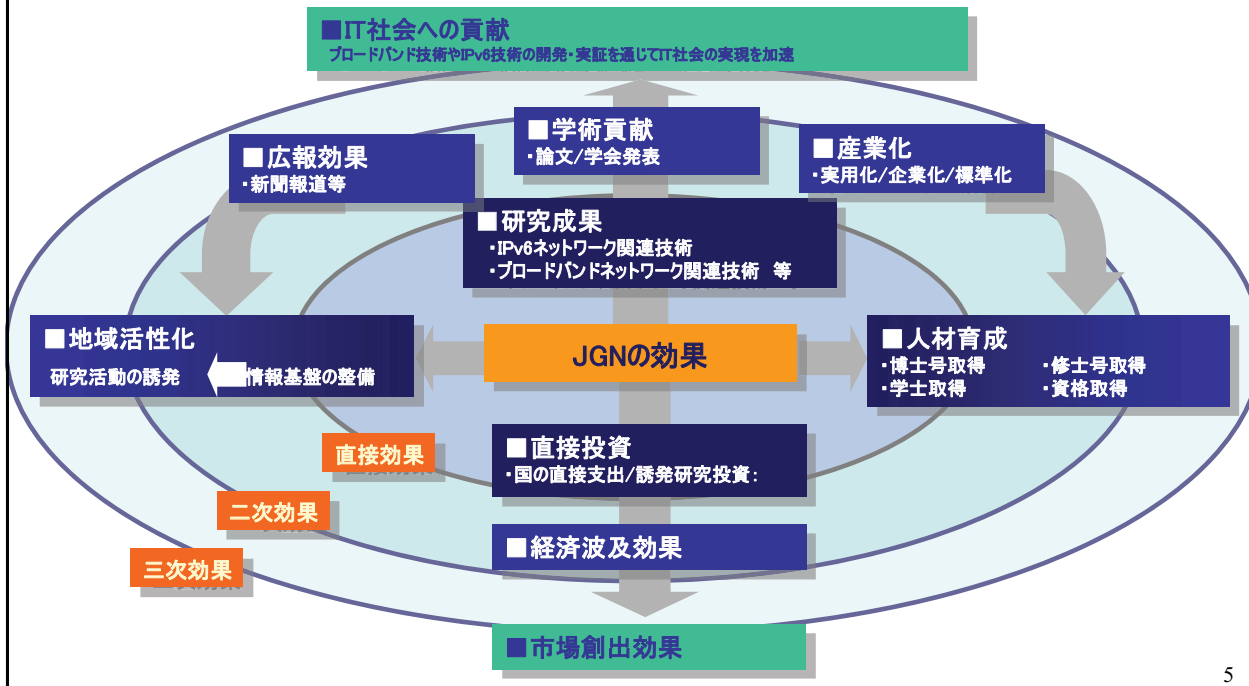 ■IT社会への貢献
ブロードバンド技術やIPv6技術の開発・実証を通じてIT社会の実現を加速
■学術貢献
・論文/学会発表
■広報効果
・新聞報道等
■産業化
・実用化/企業化/標準化
■研究成果
・IPv6ネットワーク関連技術
・ブロードバンドネットワーク関連技術　等
■地域活性化
研究活動の誘発 情報基盤の整備
JGNの効果
■人材育成
・博士号取得 ・修士号取得
・学士取得 ・資格取得
直接効果
■直接投資
・国の直接支出/誘発研究投資：
二次効果
■経済波及効果
三次効果
■市場創出効果
5